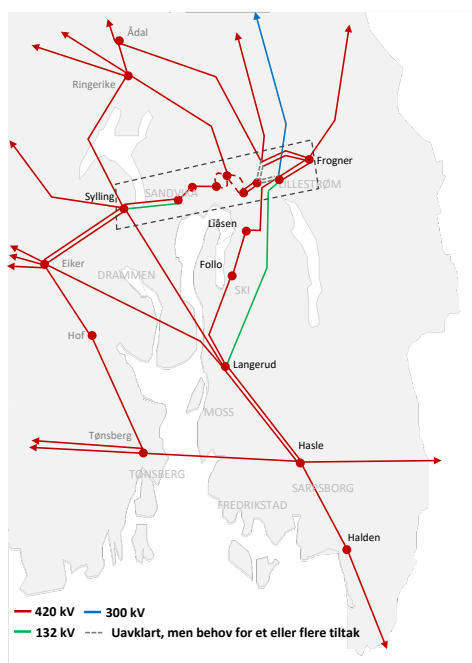 Ådal
Ringerike
Frogner
LILLESTRØM
SANDVIKA
Sylling
Liåsen
Eiker
Follo
DRAMMEN
SKI
Hof
Langerud
MOSS
Tønsberg
Hasle
TØNSBERG
SARPSBORG
FREDRIKSTAD
Halden
420 kV
300 kV
132 kV
Uavklart, men behov for et eller flere tiltak